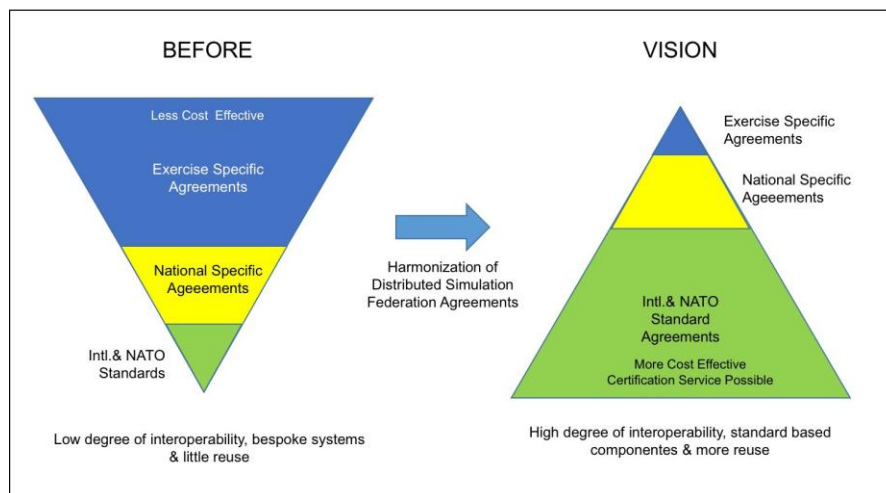 BEFORE
Less Cost Effective
Exercise Specific
Agreements
National Specific
Ageeements
Intl.& NATO
Standards
Low degree of interoperability, bespoke systems
& little reuse
Harmonization of
Distributed Simulation
Federation Agreements
VISION
Exercise Specific
Agreements
National Specific
Ageeements
Intl.& NATO
Standard
Agreements
More Cost Effective
Certification Service Possible
High degree of interoperability, standard based
componentes & more reuse